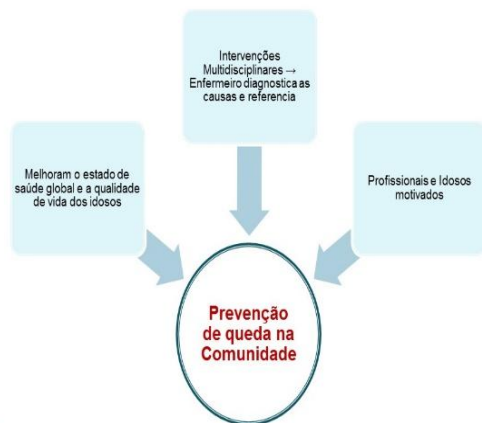 Intervenções
Multidisciplinares →
Enfermeiro diagnostica as
causas e referencia
Melhoram o estado de
saúde global e a qualidade
de vida dos idosos
Profissionais e Idosos
motivados
Prevenção
de queda na
Comunidade